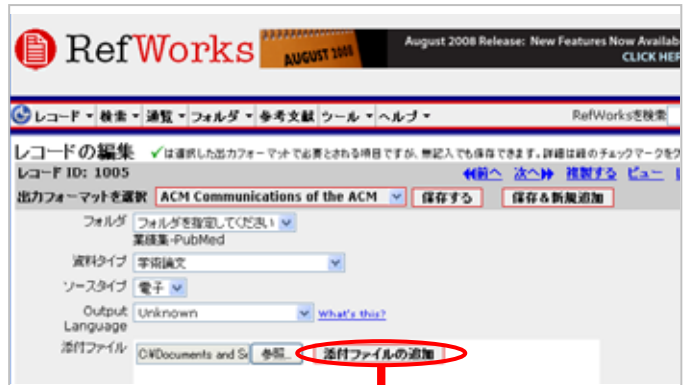 RefWorks
AUGUST 2008
August 2008 Release: New Features Now Availab
CLICK HER
レコード 検索 通覧 フォルダ 参考文献 ツール ヘルプ RefWorksを検索
レコードの編集 ✓は選択した出力フォーマットで必要とされる項目ですが、無記入でも保存できます。詳細は緑のチェックマークをク
レコード ID: 1005 前へ 次へ 複製する ビュー
出力フォーマットを選択 ACM Communications of the ACM 保存する 保存&新規追加
フォルダ フォルダを指定してください
業績集-PubMed
資料タイプ 学術論文
ソースタイプ 電子
Output Language Unknown What's this?
添付ファイル C:¥Documents and Se 参照... 添付ファイルの追加